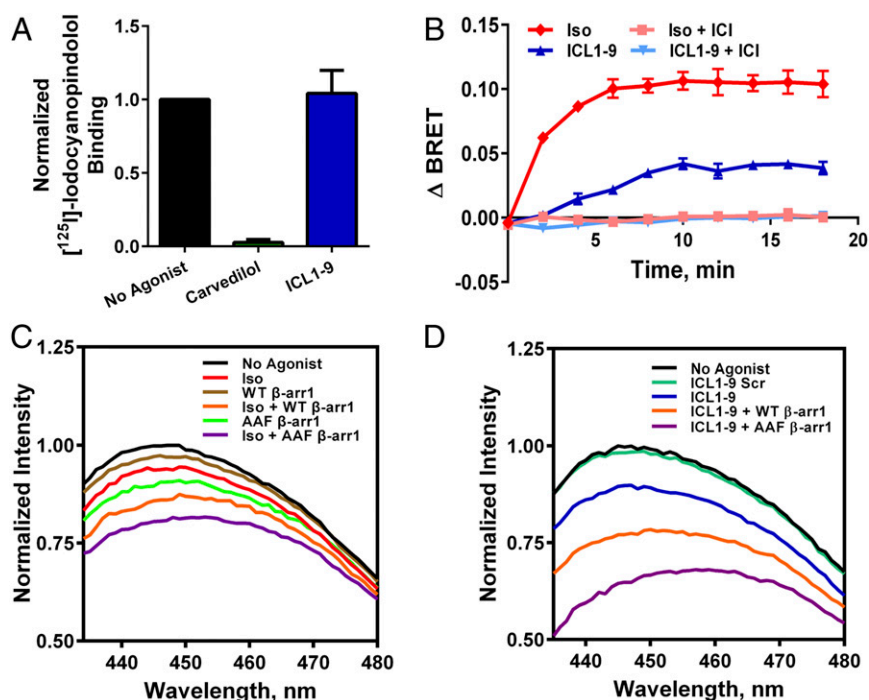 A
Normalized
[¹²⁵I]-Iodocyanopindolol
Binding
1.5
1.0
0.5
0.0
No Agonist
Carvedilol
ICL1-9
B
Iso
ICL1-9
Iso + ICI
ICL1-9 + ICI
Δ BRET
0.10
0.05
0.00
-0.05
5
10
15
20
Time, min
C
No Agonist
Iso
WT β-arr1
Iso + WT β-arr1
AAF β-arr1
Iso + AAF β-arr1
Normalized Intensity
1.25
1.00
0.75
0.50
440
450
460
470
480
Wavelength, nm
D
No Agonist
ICL1-9 Scr
ICL1-9
ICL1-9 + WT β-arr1
ICL1-9 + AAF β-arr1
Normalized Intensity
1.25
1.00
0.75
0.50
440
450
460
470
480
Wavelength, nm